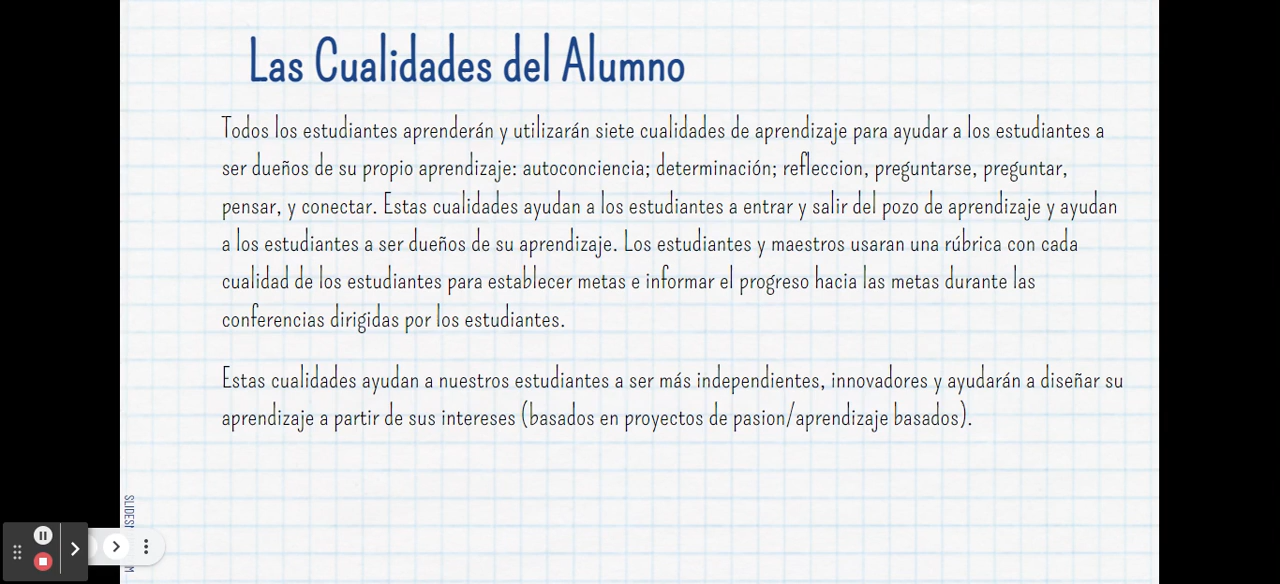 Las Cualidades del Alumno
Todos los estudiantes aprenderán y utilizarán siete cualidades de aprendizaje para ayudar a los estudiantes a
ser dueños de su propio aprendizaje: autoconciencia; determinación; refleccion, preguntarse, preguntar,
pensar, y conectar. Estas cualidades ayudan a los estudiantes a entrar y salir del pozo de aprendizaje y ayudan
a los estudiantes a ser dueños de su aprendizaje. Los estudiantes y maestros usaran una rúbrica con cada
cualidad de los estudiantes para establecer metas e informar el progreso hacia las metas durante las
conferencias dirigidas por los estudiantes.
Estas cualidades ayudan a nuestros estudiantes a ser más independientes, innovadores y ayudarán a diseñar su
aprendizaje a partir de sus intereses (basados en proyectos de pasion/aprendizaje basados).